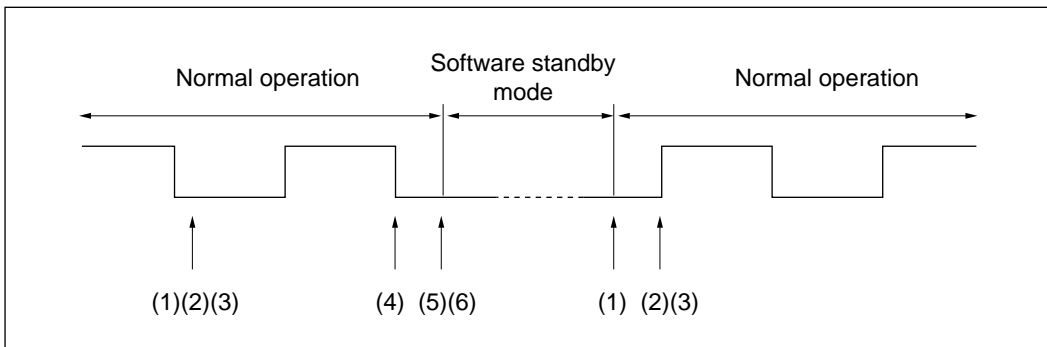 Normal operation
Software standby
mode
Normal operation
(1)(2)(3)
(4)
(5)(6)
(1)
(2)(3)